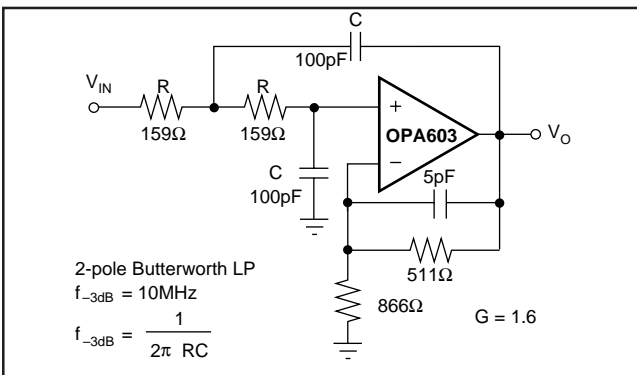 C
100pF
V_IN
R
R
159Ω
159Ω
+
OPA603
−
V_O
C
100pF
5pF
511Ω
866Ω
G = 1.6
2-pole Butterworth LP
f_–3dB = 10MHz
f_–3dB = 1 / 2π RC